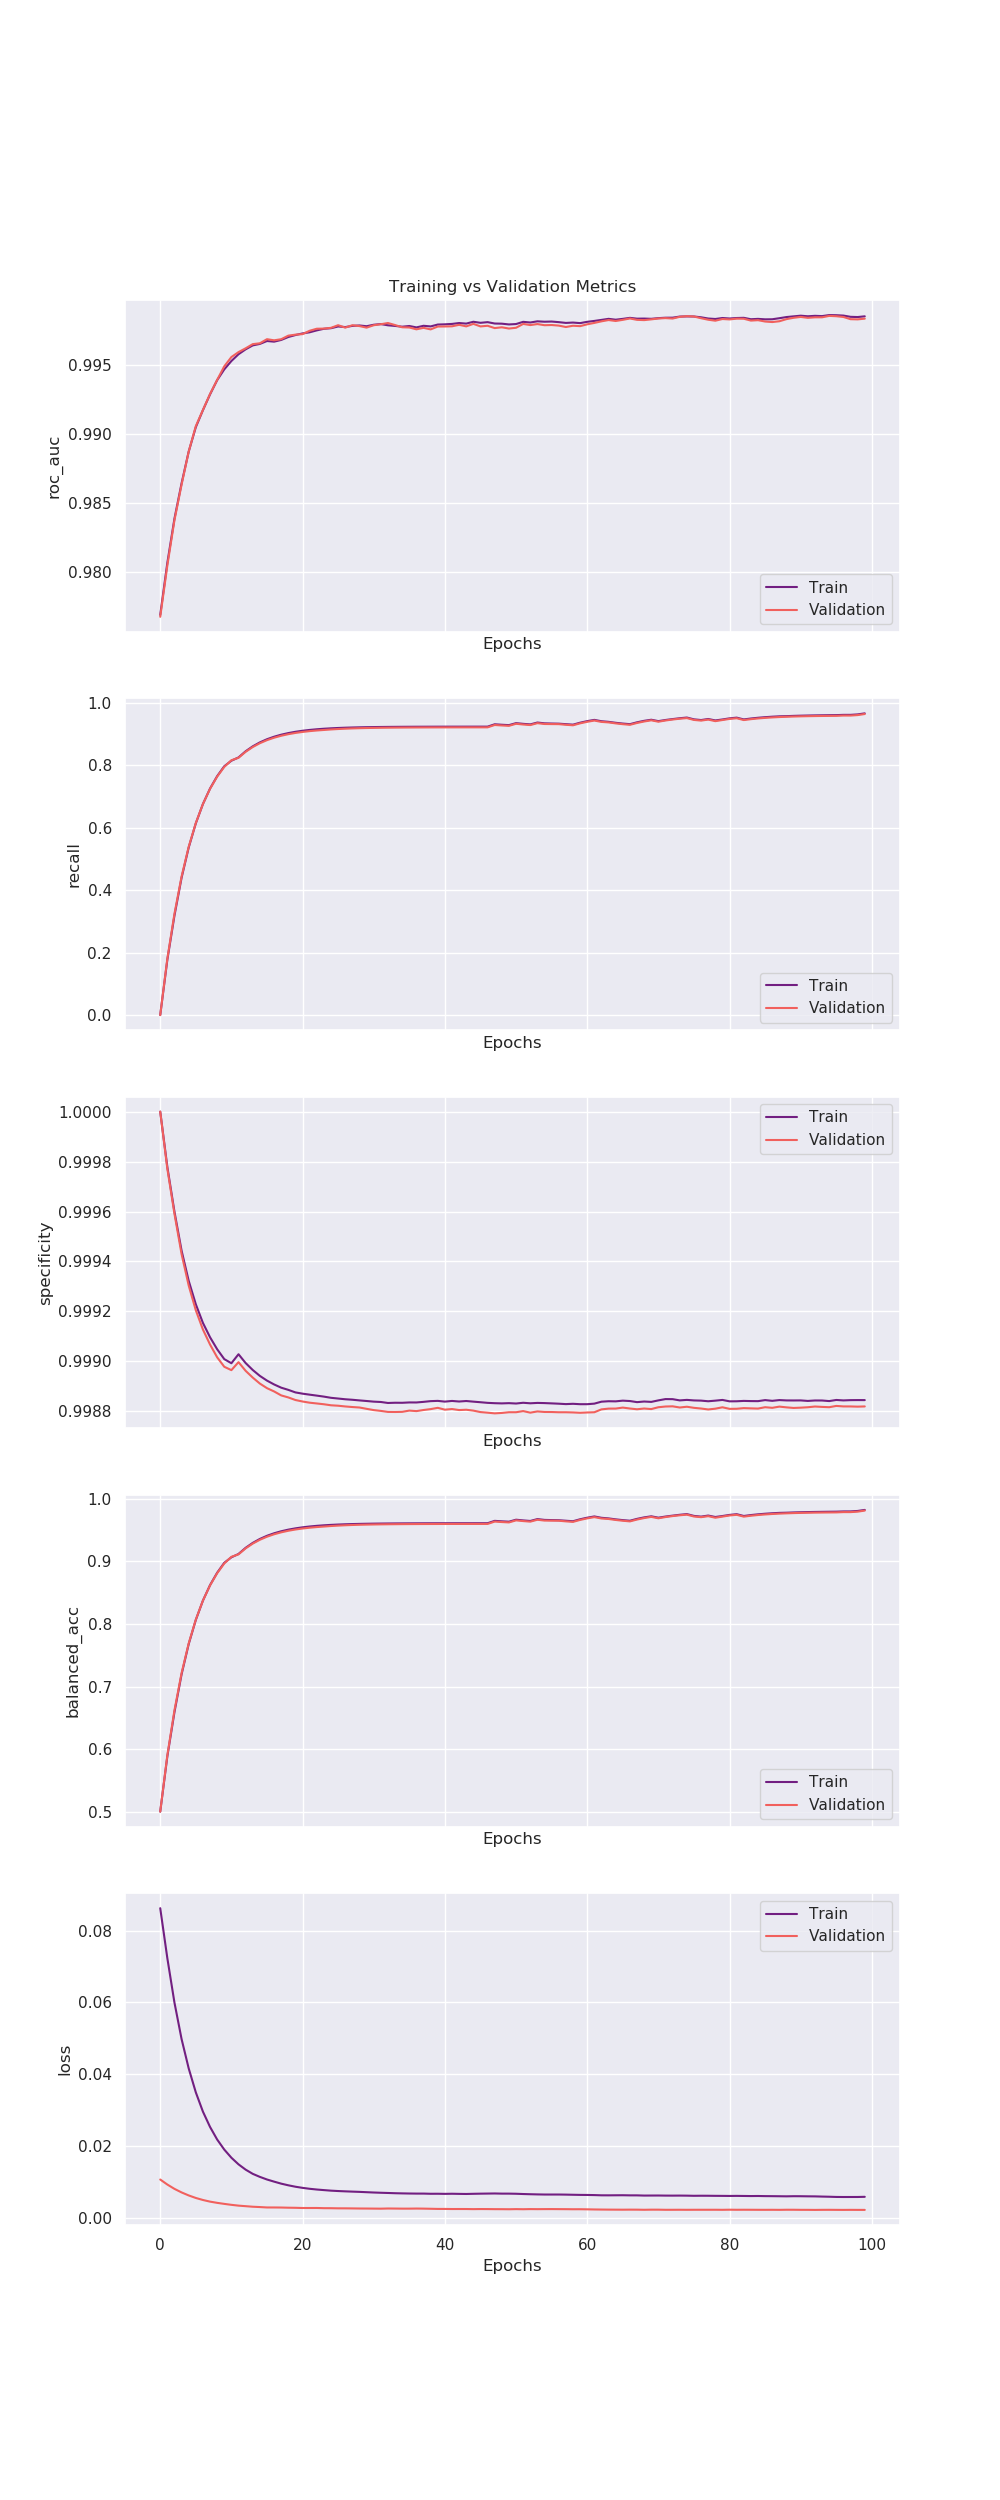 Training vs Validation Metrics
0.995
0.990
0.985
0.980
roc_auc
Train
Validation
Epochs
1.0
0.8
0.6
0.4
0.2
0.0
recall
Train
Validation
Epochs
1.0000
0.9998
0.9996
0.9994
0.9992
0.9990
0.9988
specificity
Train
Validation
Epochs
1.0
0.9
0.8
0.7
0.6
0.5
balanced_acc
Train
Validation
Epochs
0.08
0.06
0.04
0.02
0.00
loss
Train
Validation
0 20 40 60 80 100
Epochs